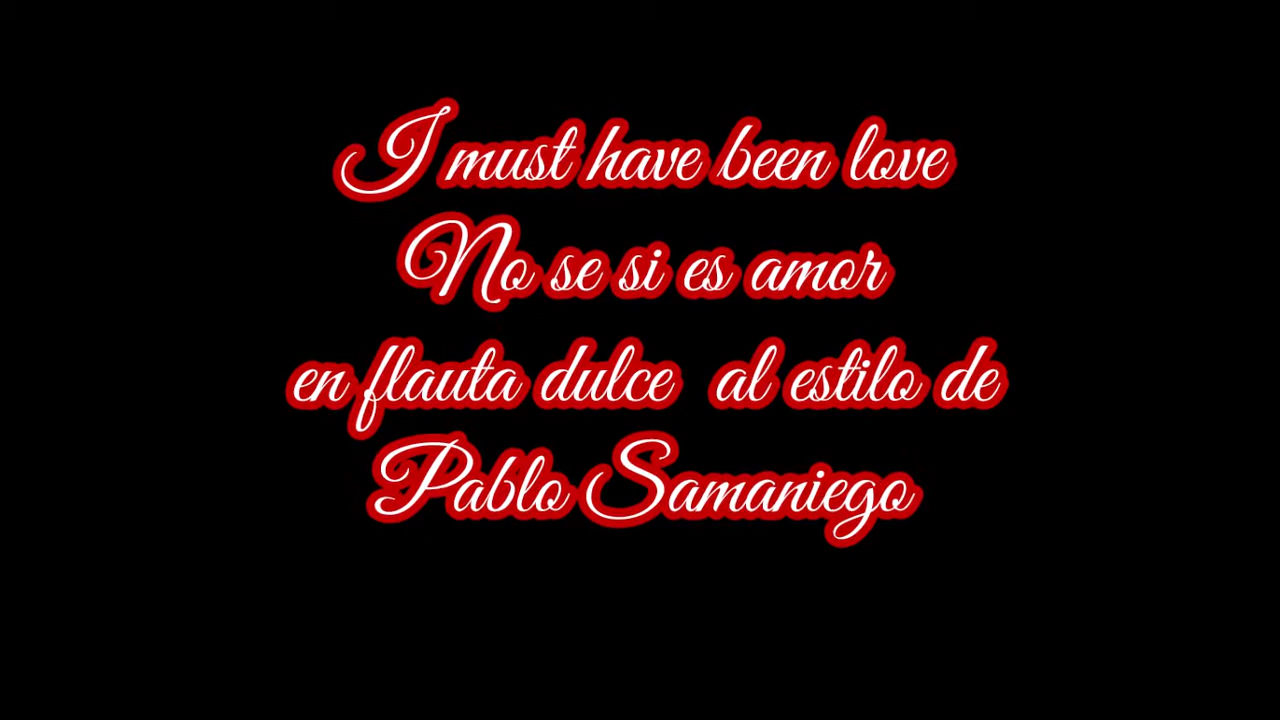 I must have been love
No se si es amor
en flauta dulce al estilo de
Pablo Samaniego